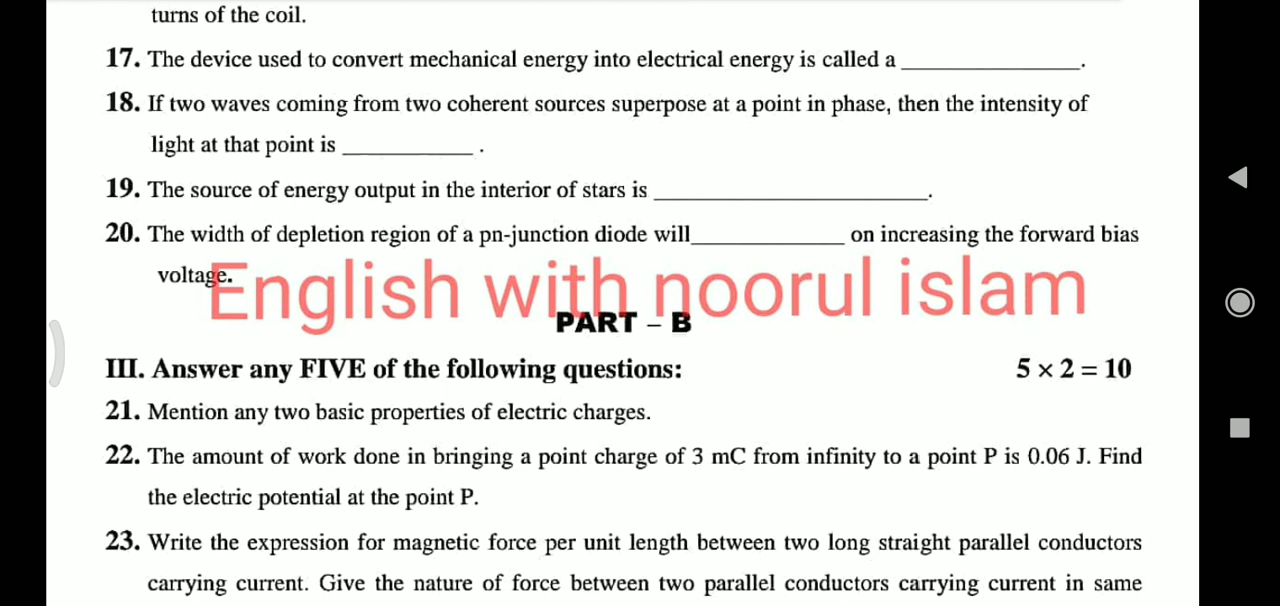 turns of the coil.
17. The device used to convert mechanical energy into electrical energy is called a _______________.
18. If two waves coming from two coherent sources superpose at a point in phase, then the intensity of
light at that point is ___________ .
19. The source of energy output in the interior of stars is _______________________.
20. The width of depletion region of a pn-junction diode will_____________ on increasing the forward bias
voltage.
English with noorul islam
PART – B
III. Answer any FIVE of the following questions: 5 × 2 = 10
21. Mention any two basic properties of electric charges.
22. The amount of work done in bringing a point charge of 3 mC from infinity to a point P is 0.06 J. Find
the electric potential at the point P.
23. Write the expression for magnetic force per unit length between two long straight parallel conductors
carrying current. Give the nature of force between two parallel conductors carrying current in same